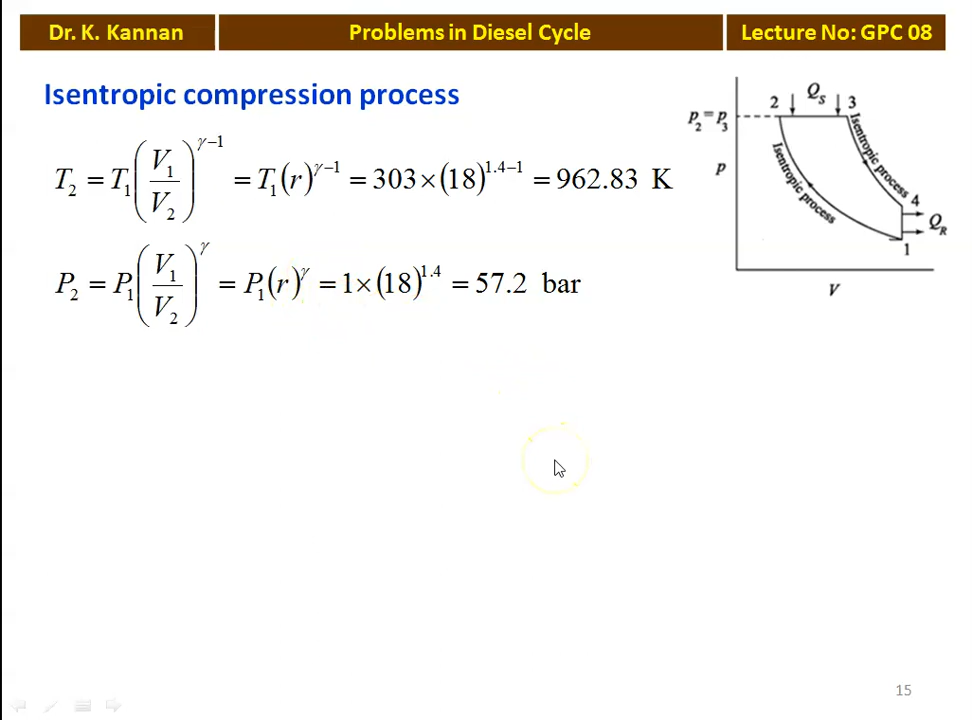 Dr. K. Kannan
Problems in Diesel Cycle
Lecture No: GPC 08
Isentropic compression process
T₂ = T₁(V₁/V₂)^(γ−1) = T₁(r)^(γ−1) = 303×(18)^(1.4−1) = 962.83 K
P₂ = P₁(V₁/V₂)^γ = P₁(r)^γ = 1×(18)^1.4 = 57.2 bar
2 Qs 3
P₂=P₃
p
Isentropic process
Isentropic process
4
QR
1
V
15